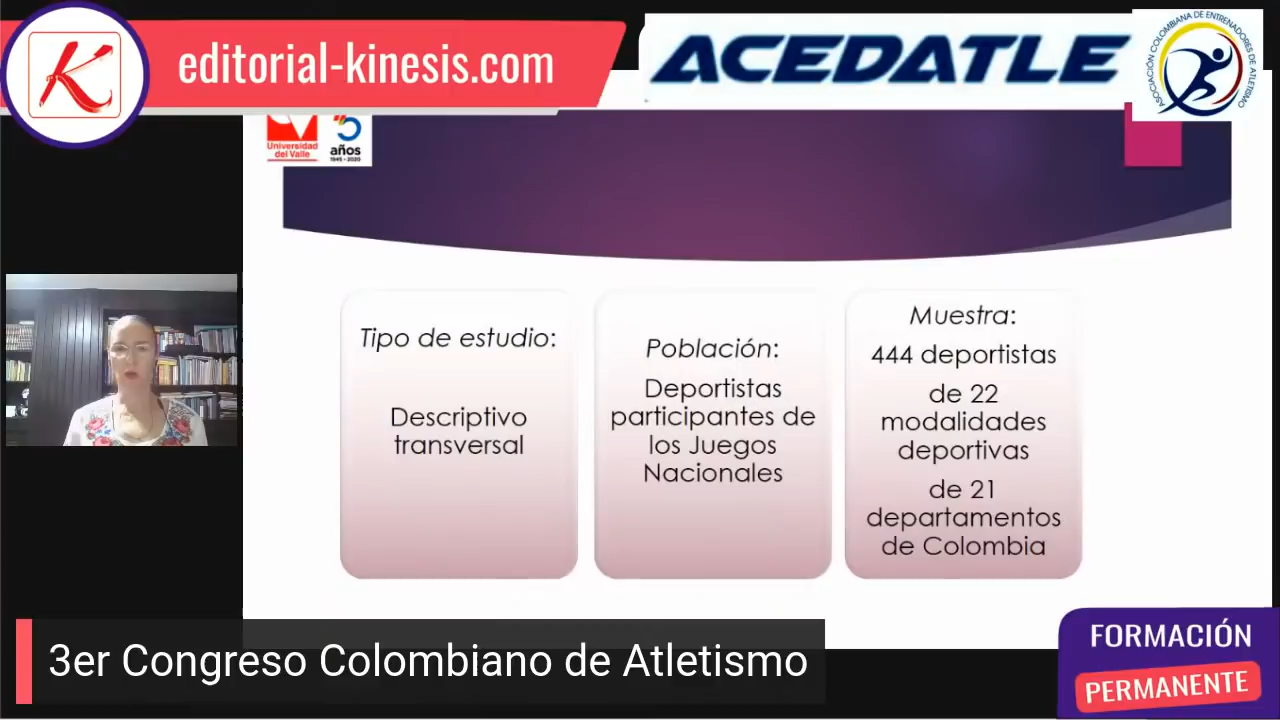 K
editorial-kinesis.com
ACEDATLE
ASOCIACIÓN COLOMBIANA DE ENTRENADORES DE ATLETISMO
Universidad
del Valle
años
1945 - 2020
Tipo de estudio:
Descriptivo
transversal
Población:
Deportistas
participantes de
los Juegos
Nacionales
Muestra:
444 deportistas
de 22
modalidades
deportivas
de 21
departamentos
de Colombia
3er Congreso Colombiano de Atletismo
FORMACIÓN
PERMANENTE